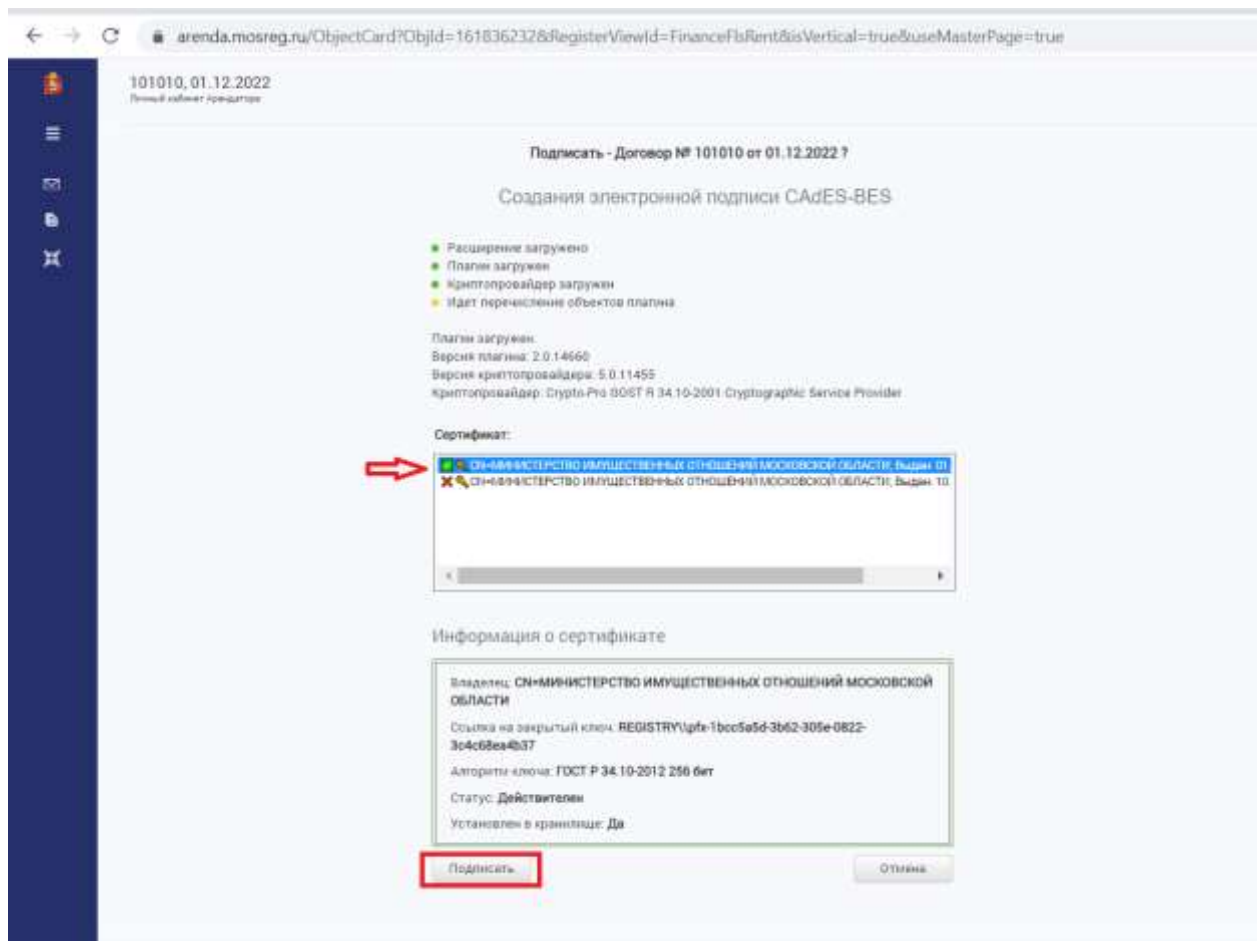 arenda.mosreg.ru/ObjectCard?ObjId=161836232&RegisterViewId=FinanceFlsRent&isVertical=true&useMasterPage=true
101010, 01.12.2022
Личный кабинет Арендатора
Подписать - Договор № 101010 от 01.12.2022 ?
Создания электронной подписи CAdES-BES
Расширение загружено
Плагин загружен
Криптопровайдер загружен
Идет перечисление объектов плагина
Плагин загружен
Версия плагина: 2.0.14660
Версия криптопровайдера: 5.0.11455
Криптопровайдер: Crypto-Pro GOST R 34.10-2001 Cryptographic Service Provider
Сертификат:
CN=МИНИСТЕРСТВО ИМУЩЕСТВЕННЫХ ОТНОШЕНИЙ МОСКОВСКОЙ ОБЛАСТИ; Выдан: 01
CN=МИНИСТЕРСТВО ИМУЩЕСТВЕННЫХ ОТНОШЕНИЙ МОСКОВСКОЙ ОБЛАСТИ; Выдан: 10.
Информация о сертификате
Владелец: CN=МИНИСТЕРСТВО ИМУЩЕСТВЕННЫХ ОТНОШЕНИЙ МОСКОВСКОЙ
ОБЛАСТИ
Ссылка на закрытый ключ: REGISTRY\\pfx-1bcc5a5d-3b62-305e-0822-
3c4c68ea4b37
Алгоритм ключа: ГОСТ Р 34.10-2012 256 бит
Статус: Действителен
Установлен в хранилище: Да
Подписать
Отмена